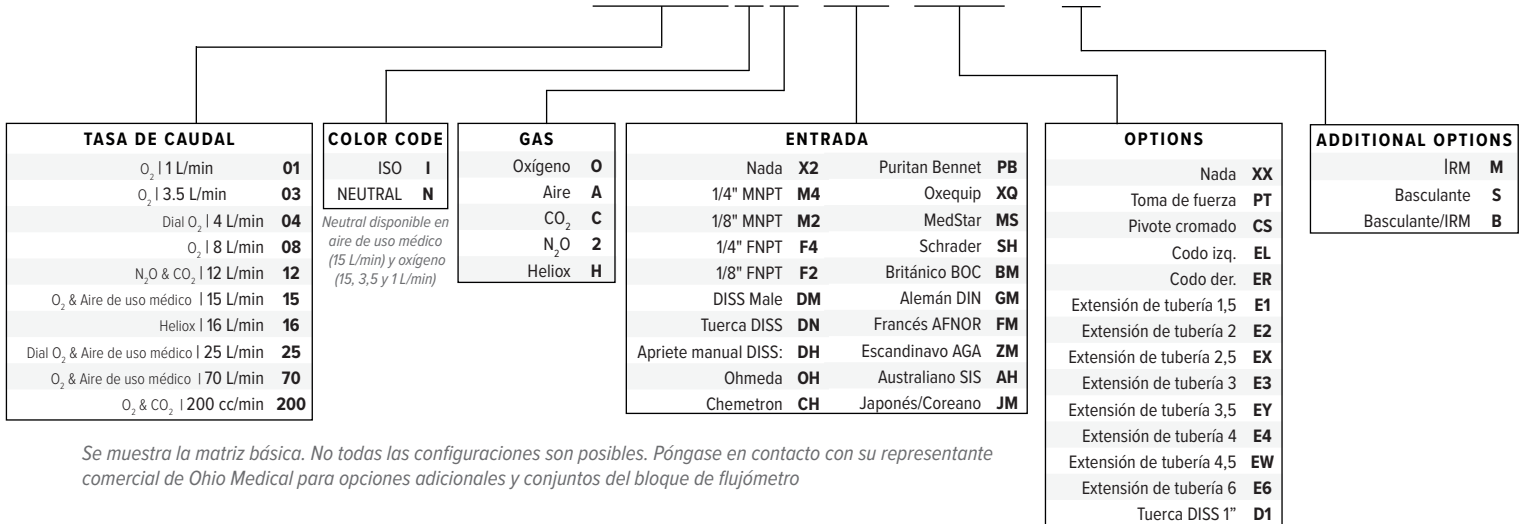 TASA DE CAUDAL
O₂ | 1 L/min 01
O₂ | 3.5 L/min 03
Dial O₂ | 4 L/min 04
O₂ | 8 L/min 08
N₂O & CO₂ | 12 L/min 12
O₂ & Aire de uso médico | 15 L/min 15
Heliox | 16 L/min 16
Dial O₂ & Aire de uso médico | 25 L/min 25
O₂ & Aire de uso médico | 70 L/min 70
O₂ & CO₂ | 200 cc/min 200
COLOR CODE
ISO I
NEUTRAL N
Neutral disponible en
aire de uso médico
(15 L/min) y oxígeno
(15, 3,5 y 1 L/min)
GAS
Oxígeno O
Aire A
CO₂ C
N₂O 2
Heliox H
ENTRADA
Nada X2
1/4" MNPT M4
1/8" MNPT M2
1/4" FNPT F4
1/8" FNPT F2
DISS Male DM
Tuerca DISS DN
Apriete manual DISS: DH
Ohmeda OH
Chemetron CH
Puritan Bennet PB
Oxequip XQ
MedStar MS
Schrader SH
Británico BOC BM
Alemán DIN GM
Francés AFNOR FM
Escandinavo AGA ZM
Australiano SIS AH
Japonés/Coreano JM
OPTIONS
Nada XX
Toma de fuerza PT
Pivote cromado CS
Codo izq. EL
Codo der. ER
Extensión de tubería 1,5 E1
Extensión de tubería 2 E2
Extensión de tubería 2,5 EX
Extensión de tubería 3 E3
Extensión de tubería 3,5 EY
Extensión de tubería 4 E4
Extensión de tubería 4,5 EW
Extensión de tubería 6 E6
Tuerca DISS 1” D1
ADDITIONAL OPTIONS
IRM M
Basculante S
Basculante/IRM B
Se muestra la matriz básica. No todas las configuraciones son posibles. Póngase en contacto con su representante
comercial de Ohio Medical para opciones adicionales y conjuntos del bloque de flujómetro